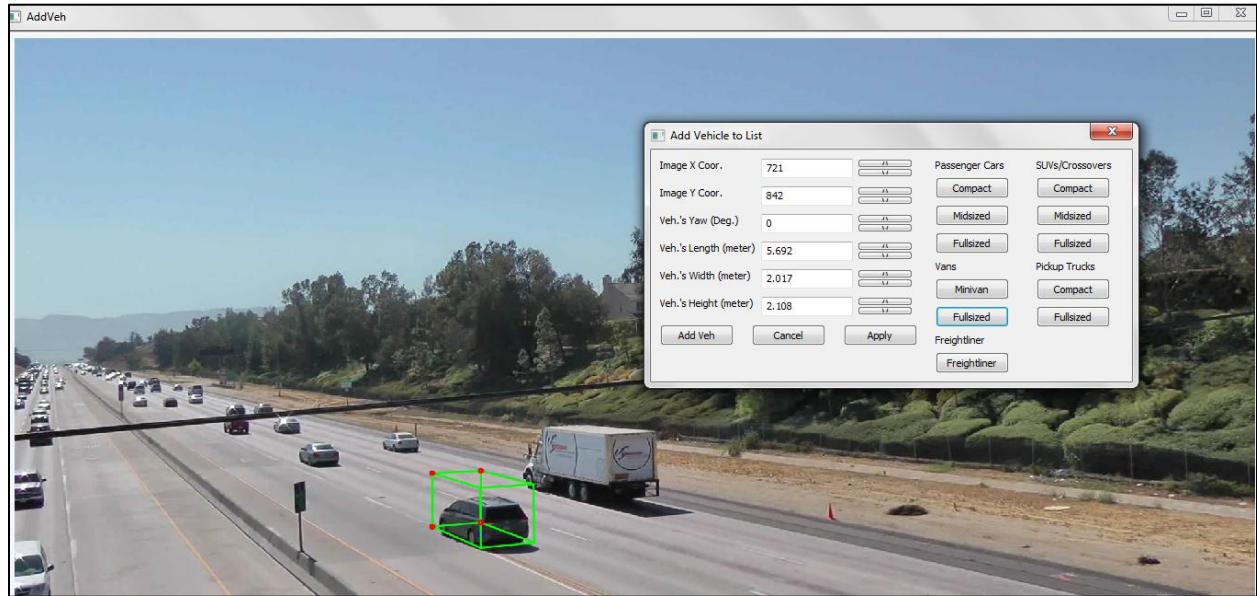 AddVeh
Add Vehicle to List
Image X Coor. 721
Image Y Coor. 842
Veh.'s Yaw (Deg.) 0
Veh.'s Length (meter) 5.692
Veh.'s Width (meter) 2.017
Veh.'s Height (meter) 2.108
Add Veh Cancel Apply
Passenger Cars
Compact
Midsized
Fullsized
Vans
Minivan
Fullsized
Freightliner
Freightliner
SUVs/Crossovers
Compact
Midsized
Fullsized
Pickup Trucks
Compact
Fullsized